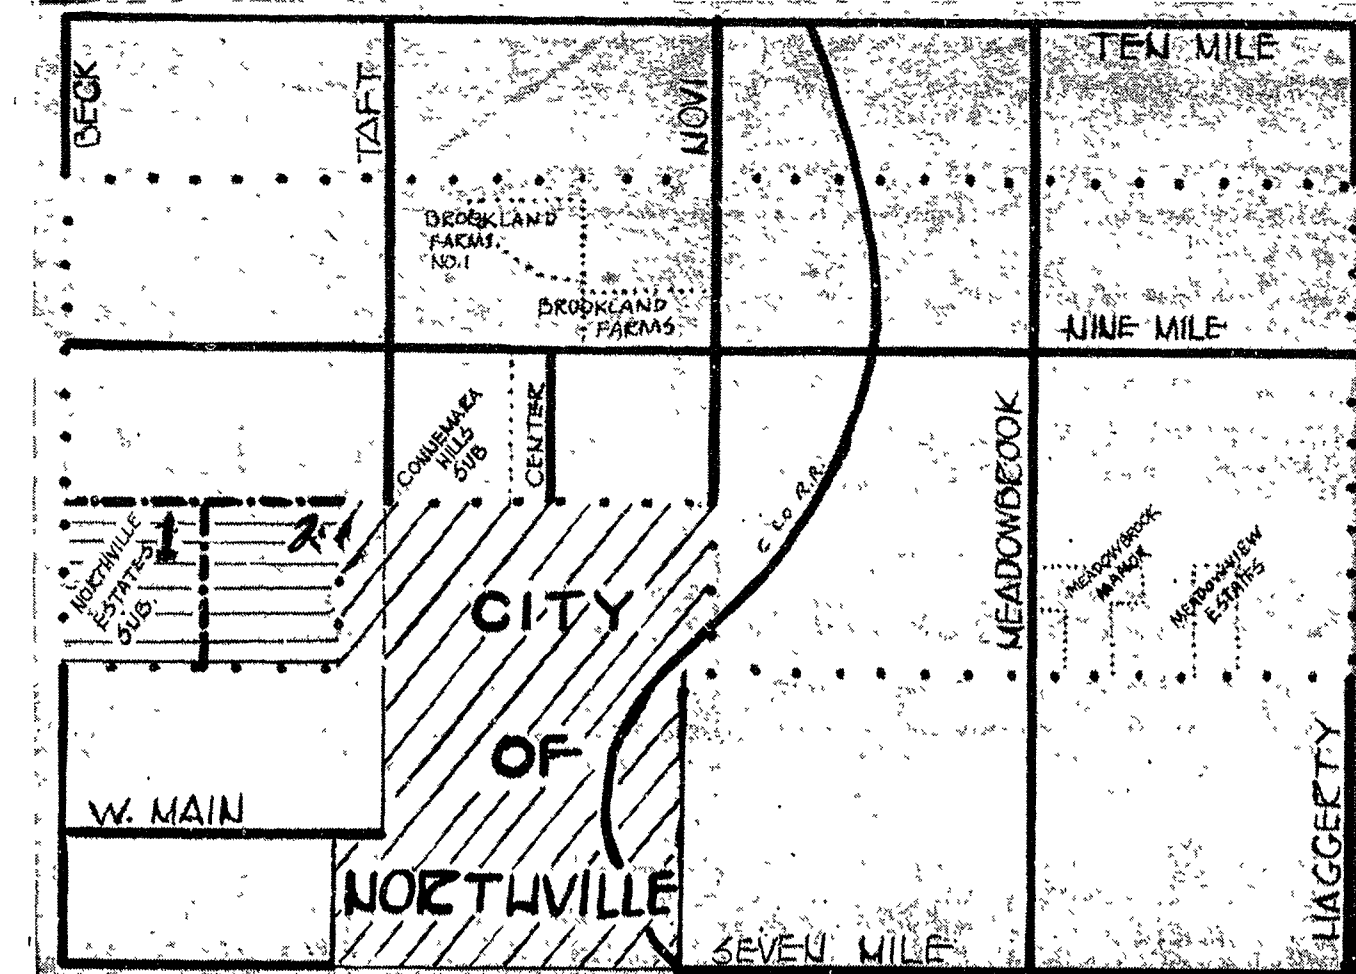 TEN MILE
BECK
TAFT
NOVI
BROOKLAND
FARMS.
NO.1
BROOKLAND
FARMS
NINE MILE
CONNEMARA
HILLS
SUB
CENTER
MEADOWBROOK
C & O R.R.
NORTHVILLE
ESTATES
SUB.
1
2
MEADOWBROOK
MANOR
MEADOWVIEW
ESTATES
CITY
OF
NORTHVILLE
W. MAIN
HAGGERTY
SEVEN MILE